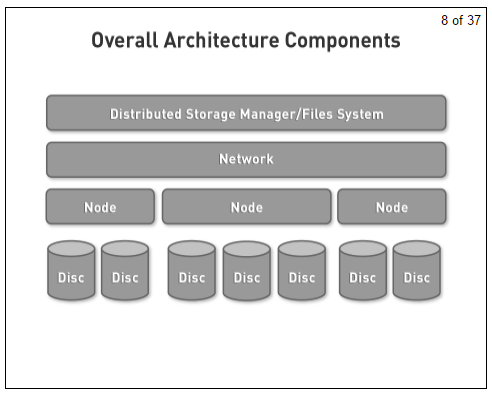 8 of 37
Overall Architecture Components
Distributed Storage Manager/Files System
Network
Node Node Node
Disc Disc Disc Disc Disc Disc Disc